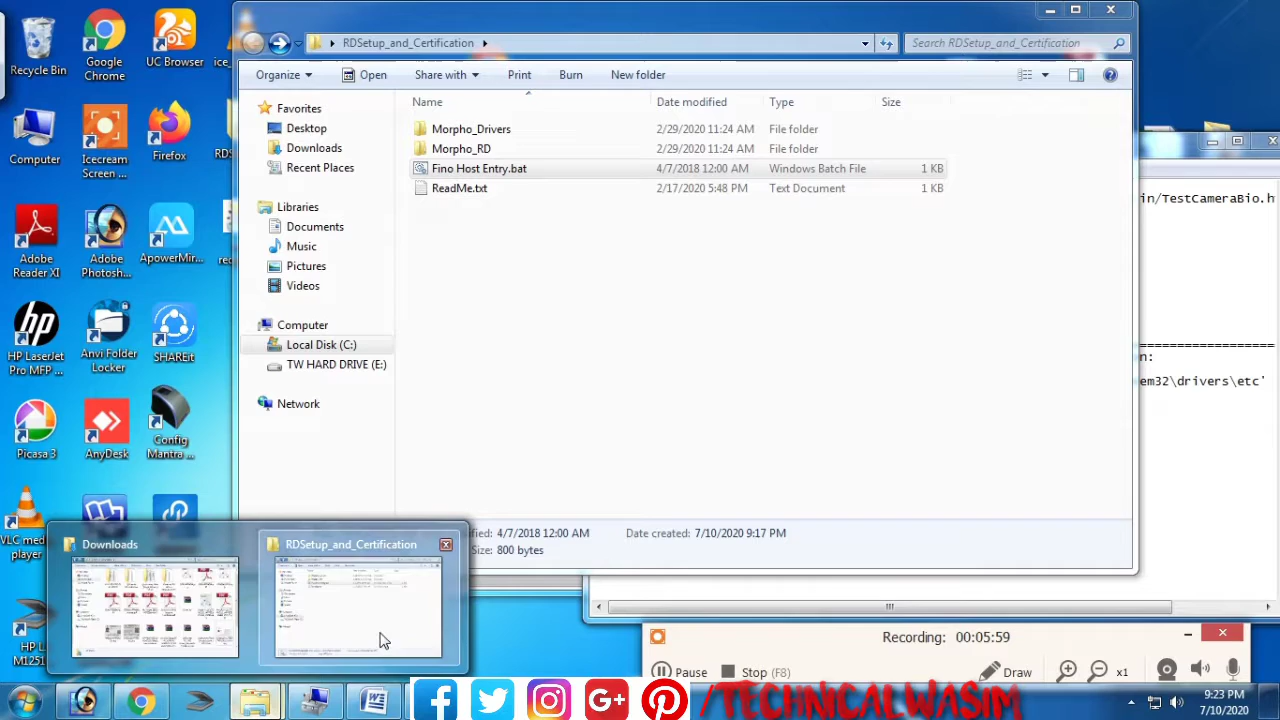 RDSetup_and_Certification
Search RDSetup_and_Certification
Organize
Open
Share with
Print
Burn
New folder
Name
Date modified
Type
Size
Favorites
Desktop
Downloads
Recent Places
Libraries
Documents
Music
Pictures
Videos
Computer
Local Disk (C:)
TW HARD DRIVE (E:)
Network
Morpho_Drivers 2/29/2020 11:24 AM File folder
Morpho_RD 2/29/2020 11:24 AM File folder
Fino Host Entry.bat 4/7/2018 12:00 AM Windows Batch File 1 KB
ReadMe.txt 2/17/2020 5:48 PM Text Document 1 KB
4/7/2018 12:00 AM Date created: 7/10/2020 9:17 PM
Size: 800 bytes
Recycle Bin
Google Chrome
UC Browser
Computer
Icecream Screen ...
Firefox
Adobe Reader XI
Adobe Photosh...
ApowerMir...
HP LaserJet Pro MFP ...
Anvi Folder Locker
SHAREit
Picasa 3
AnyDesk
Config Mantra ...
VLC med player
HP L
M1251
in/TestCameraBio.h
n:
em32\drivers\etc'
Downloads
RDSetup_and_Certification
Recording: 00:05:59
Pause
Stop (F8)
Draw
x1
/TECHNICALWASIM
9:23 PM
7/10/2020